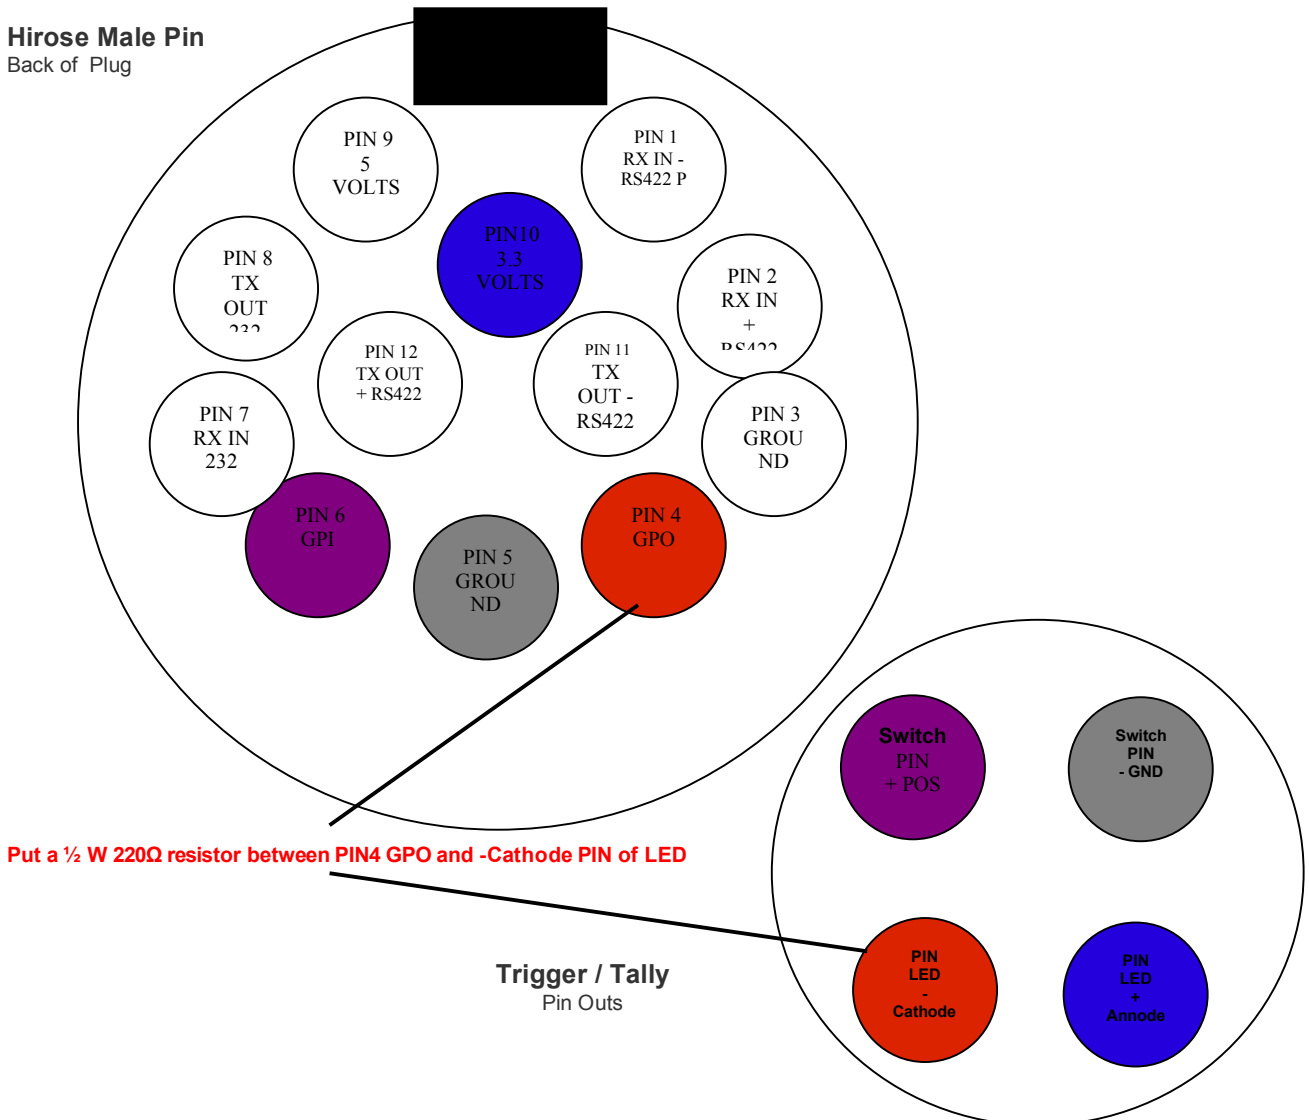 Hirose Male Pin
Back of Plug
PIN 9
5
VOLTS
PIN 1
RX IN -
RS422 P
PIN10
3.3
VOLTS
PIN 8
TX
OUT
232
PIN 2
RX IN
+
RS422
PIN 12
TX OUT
+ RS422
PIN 11
TX
OUT -
RS422
PIN 7
RX IN
232
PIN 3
GROU
ND
PIN 6
GPI
PIN 5
GROU
ND
PIN 4
GPO
Put a ½ W 220Ω resistor between PIN4 GPO and -Cathode PIN of LED
Switch
PIN
+ POS
Switch
PIN
- GND
PIN
LED
-
Cathode
PIN
LED
+
Annode
Trigger / Tally
Pin Outs